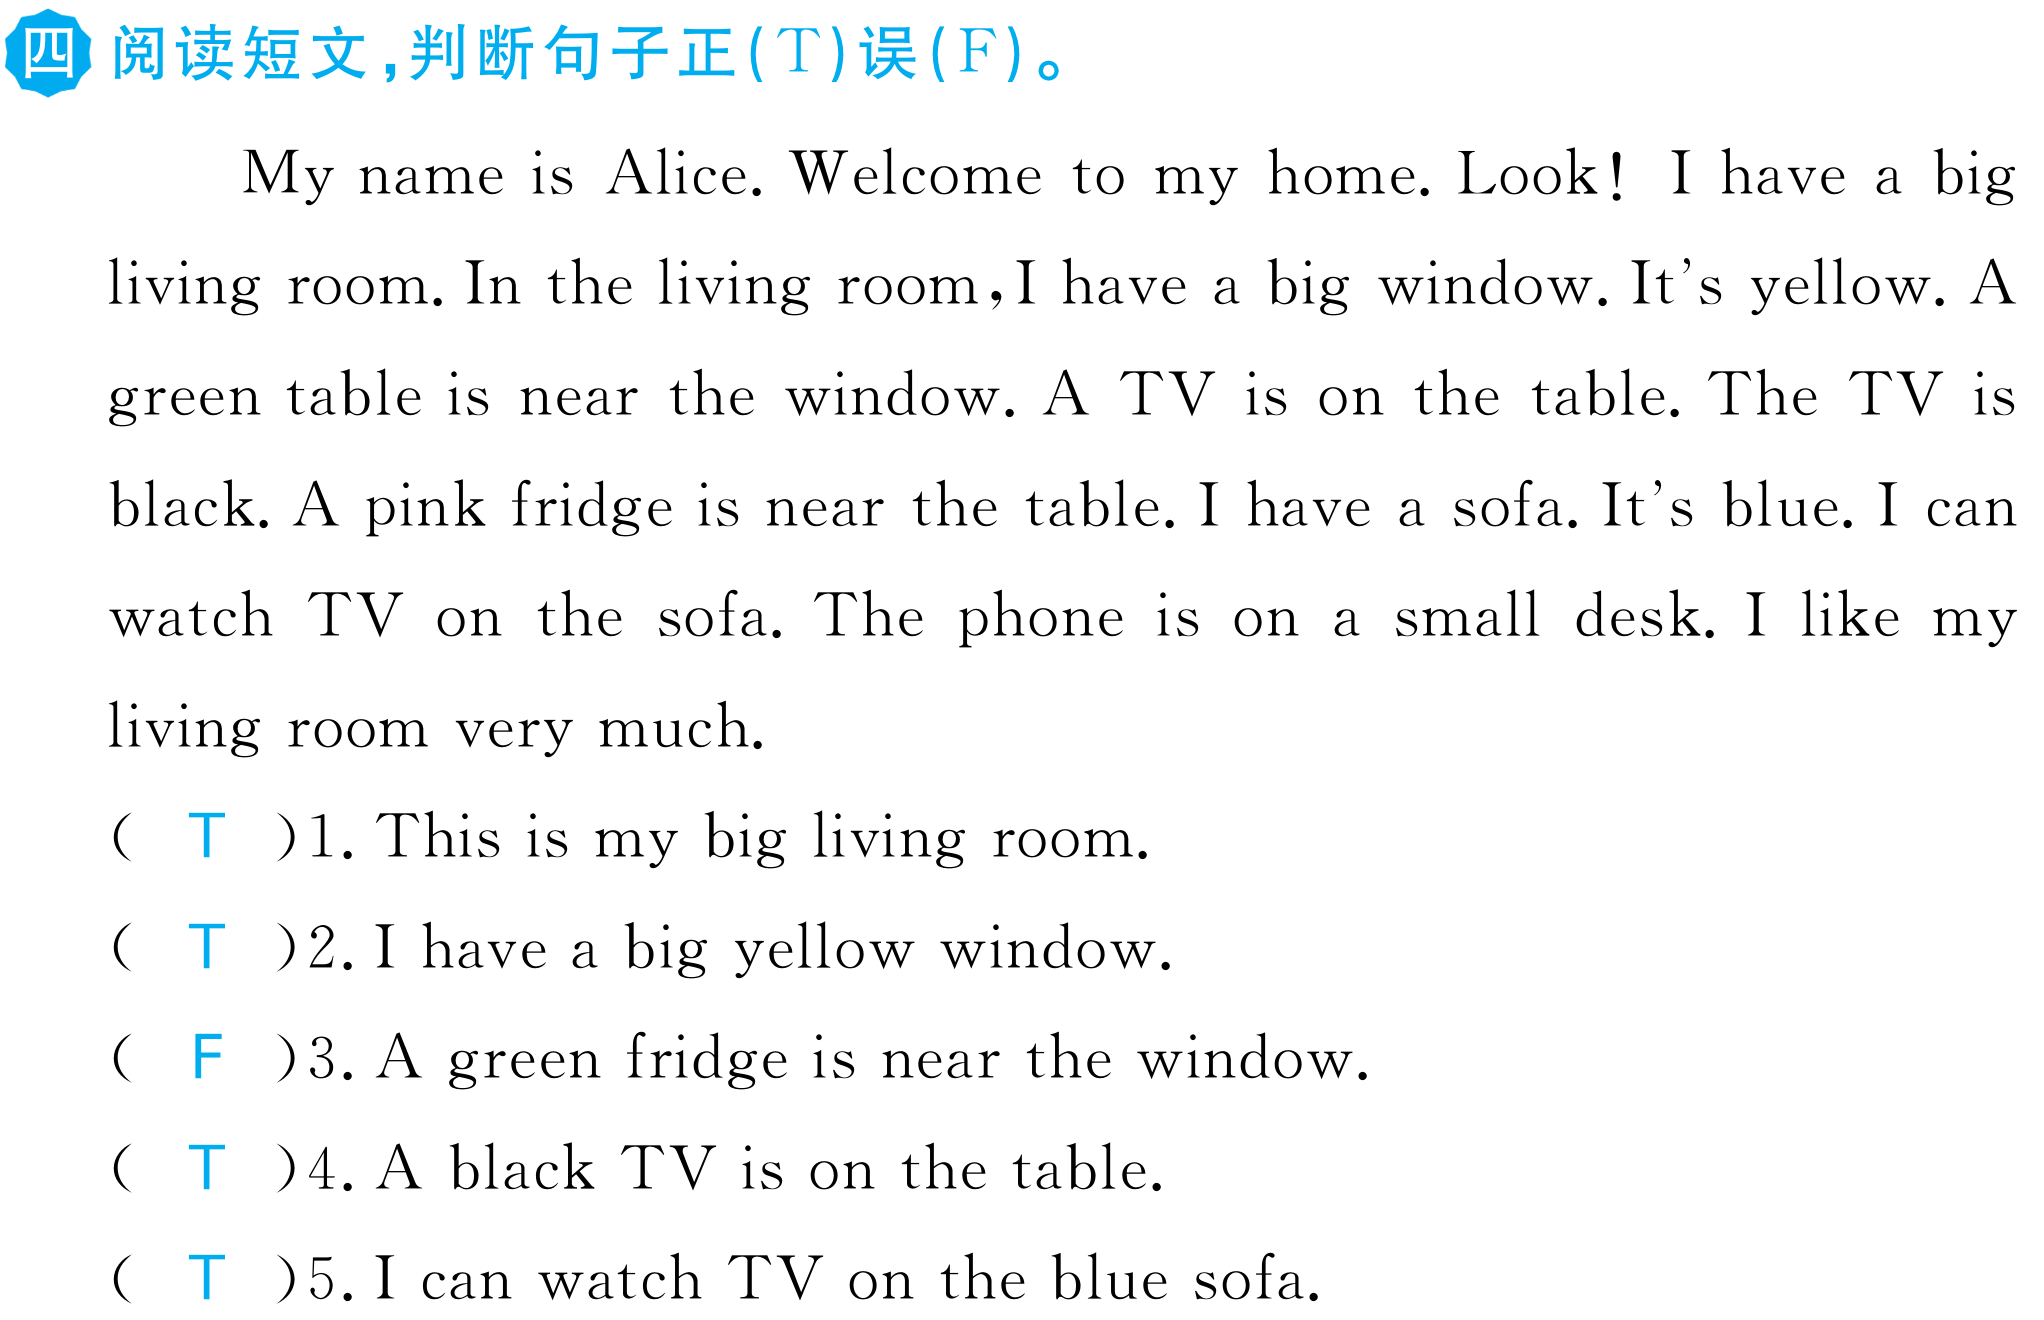 四 阅读短文,判断句子正(T)误(F)。
My name is Alice. Welcome to my home. Look! I have a big
living room. In the living room, I have a big window. It's yellow. A
green table is near the window. A TV is on the table. The TV is
black. A pink fridge is near the table. I have a sofa. It's blue. I can
watch TV on the sofa. The phone is on a small desk. I like my
living room very much.
( T )1. This is my big living room.
( T )2. I have a big yellow window.
( F )3. A green fridge is near the window.
( T )4. A black TV is on the table.
( T )5. I can watch TV on the blue sofa.